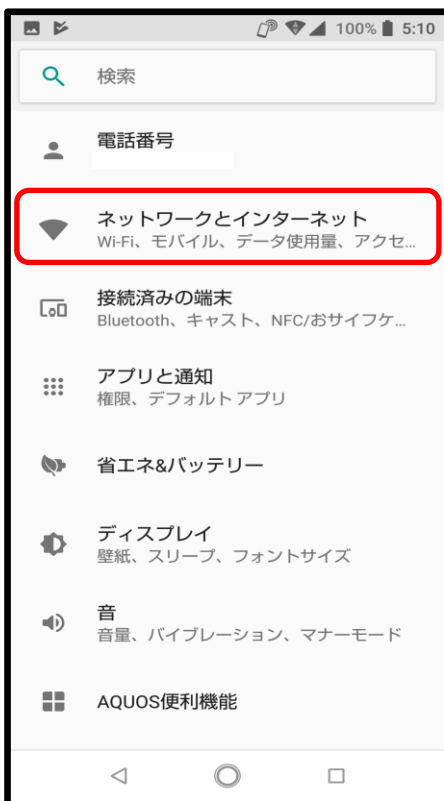 100% 5:10
検索
電話番号
ネットワークとインターネット
Wi-Fi、モバイル、データ使用量、アクセ...
接続済みの端末
Bluetooth、キャスト、NFC/おサイフケ...
アプリと通知
権限、デフォルト アプリ
省エネ&バッテリー
ディスプレイ
壁紙、スリープ、フォントサイズ
音
音量、バイブレーション、マナーモード
AQUOS便利機能